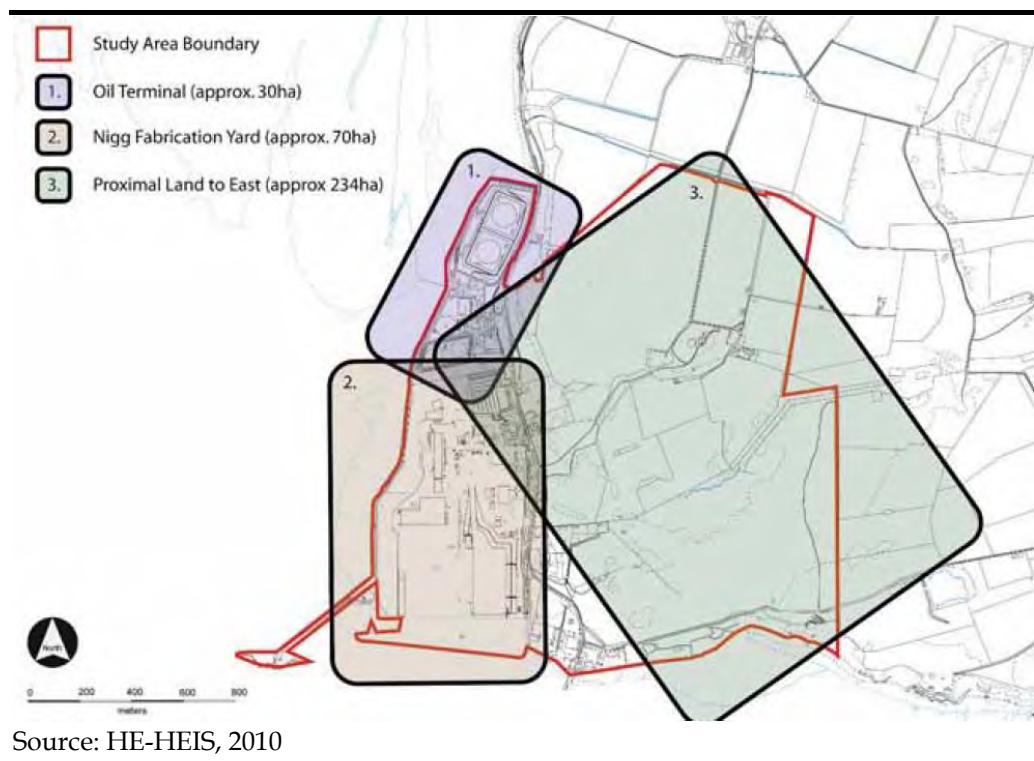 Study Area Boundary
1. Oil Terminal (approx. 30ha)
2. Nigg Fabrication Yard (approx. 70ha)
3. Proximal Land to East (approx 234ha)
1.
3.
2.
North
0 200 400 600 800
meters
Source: HE-HEIS, 2010